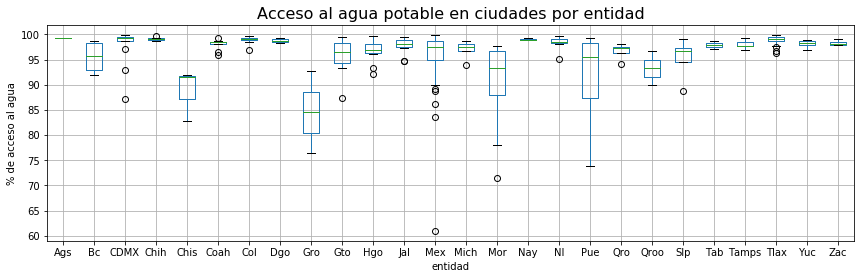 Acceso al agua potable en ciudades por entidad
% de acceso al agua
100
95
90
85
80
75
70
65
60
Ags Bc CDMX Chih Chis Coah Col Dgo Gro Gto Hgo Jal Mex Mich Mor Nay Nl Pue Qro Qroo Slp Tab Tamps Tlax Yuc Zac
entidad